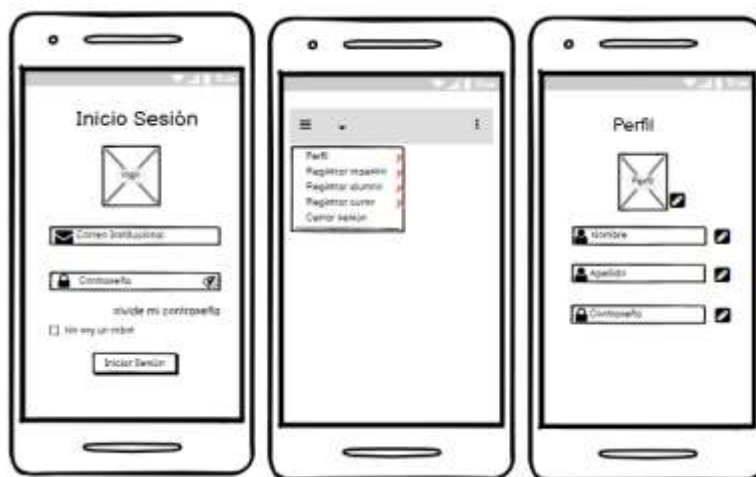 Inicio Sesión
logo
Correo Institucional
Contraseña
olvide mi contraseña
No soy un robot
Iniciar Sesión
Perfil
Registrar maestro
Registrar alumno
Registrar curso
Cerrar sesión
Perfil
Perfil
Nombre
Apellido
Contraseña